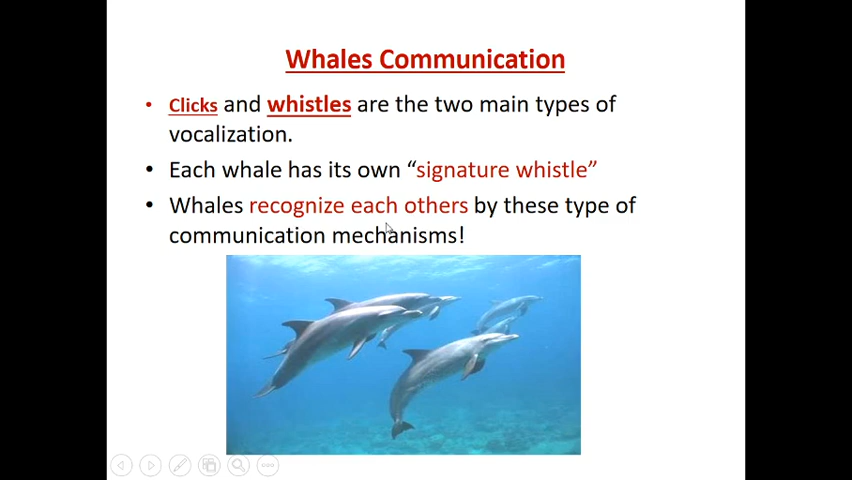 Whales Communication
• Clicks and whistles are the two main types of
vocalization.
• Each whale has its own “signature whistle”
• Whales recognize each others by these type of
communication mechanisms!